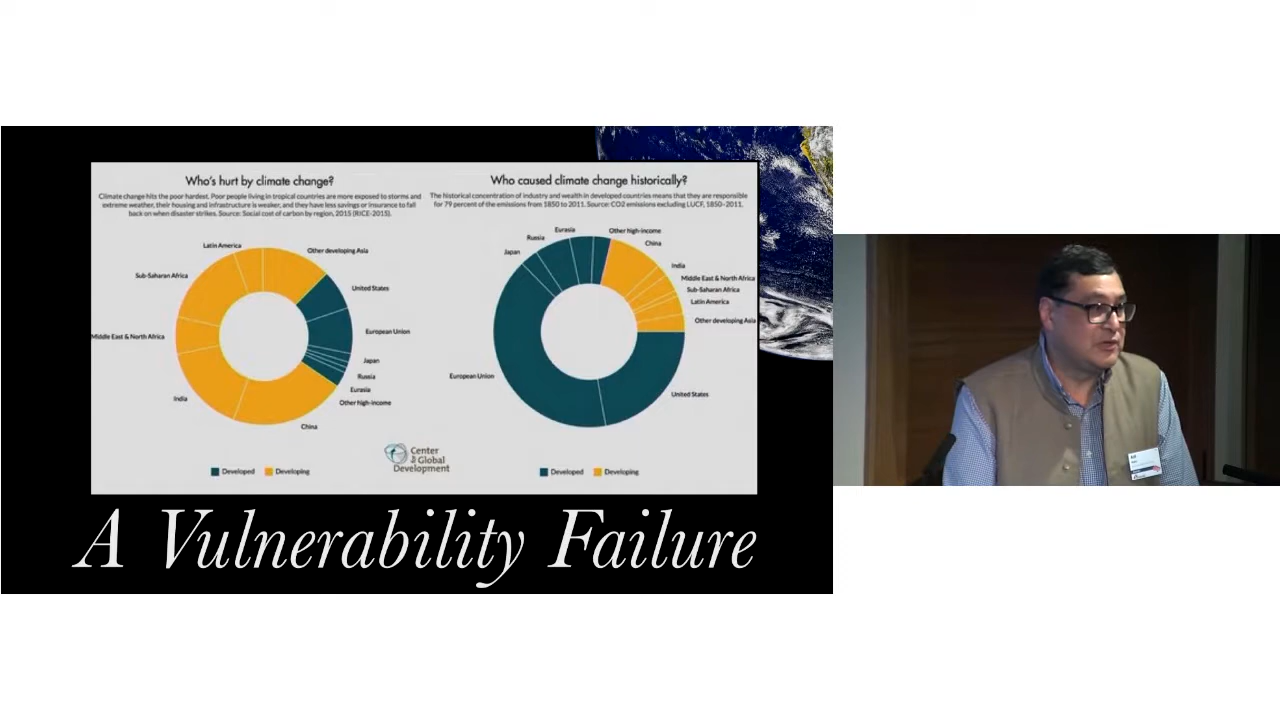 Who's hurt by climate change?
Climate change hits the poor hardest. Poor people living in tropical countries are more exposed to storms and
extreme weather, their housing and infrastructure is weaker, and they have less savings or insurance to fall
back on when disaster strikes. Source: Social cost of carbon by region, 2015 (RICE-2015).
Latin America
Other developing Asia
Sub-Saharan Africa
United States
Middle East & North Africa
European Union
Japan
Russia
Eurasia
Other high-income
India
China
Developed
Developing
Center
for Global
Development
Who caused climate change historically?
The historical concentration of industry and wealth in developed countries means that they are responsible
for 79 percent of the emissions from 1850 to 2011. Source: CO2 emissions excluding LUCF, 1850–2011.
Eurasia
Other high-income
Russia
China
Japan
India
Middle East & North Africa
Sub-Saharan Africa
Latin America
Other developing Asia
European Union
United States
Developed
Developing
A Vulnerability Failure